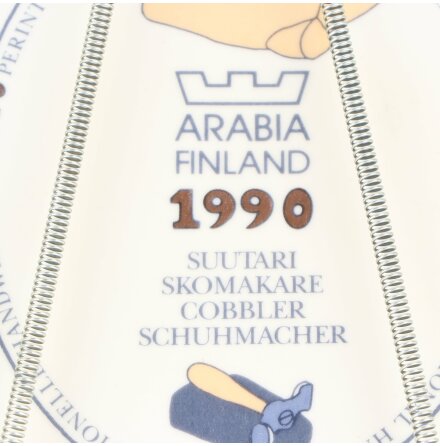 ARABIA
FINLAND
1990
SUUTARI
SKOMAKARE
COBBLER
SCHUHMACHER